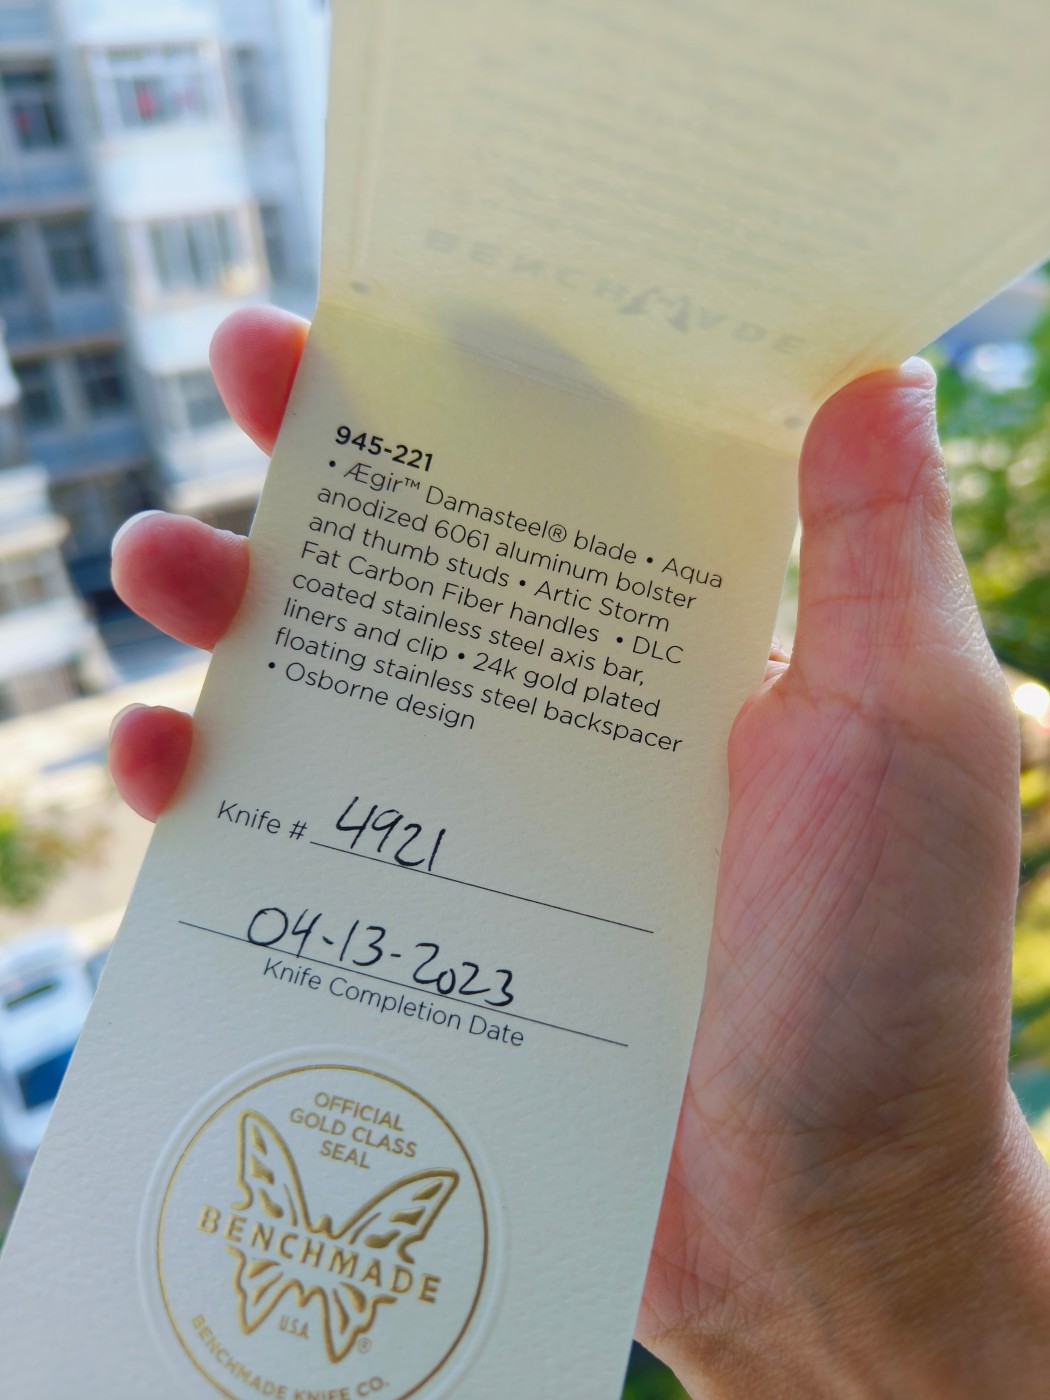 BENCHMADE
945-221
• Ægir™ Damasteel® blade • Aqua
anodized 6061 aluminum bolster
and thumb studs • Artic Storm
Fat Carbon Fiber handles • DLC
coated stainless steel axis bar,
liners and clip • 24k gold plated
floating stainless steel backspacer
• Osborne design
Knife # 4921
04-13-2023
Knife Completion Date
OFFICIAL
GOLD CLASS
SEAL
BENCHMADE
U.S.A.
®
BENCHMADE KNIFE CO.